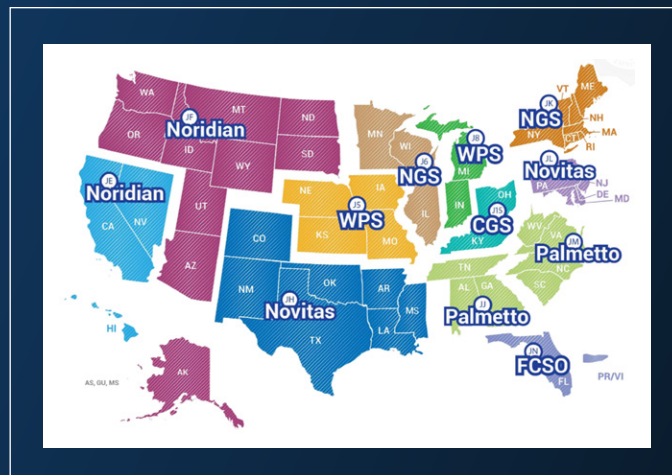 WA
MT
ND
JF
Noridian
OR
ID
SD
WY
MN
WI
J6
NGS
IL
J8
WPS
MI
IN
VT
ME
JK
NGS
NH
NY
MA
CT
RI
JL
Novitas
PA
NJ
DE
MD
OH
J15
CGS
KY
JE
Noridian
CA
NV
UT
AZ
NE
IA
J5
WPS
KS
MO
CO
NM
OK
JH
Novitas
TX
AR
LA
MS
WV
VA
JM
Palmetto
NC
SC
TN
AL
GA
JJ
Palmetto
JN
FCSO
FL
PR/VI
HI
AK
AS, GU, MS